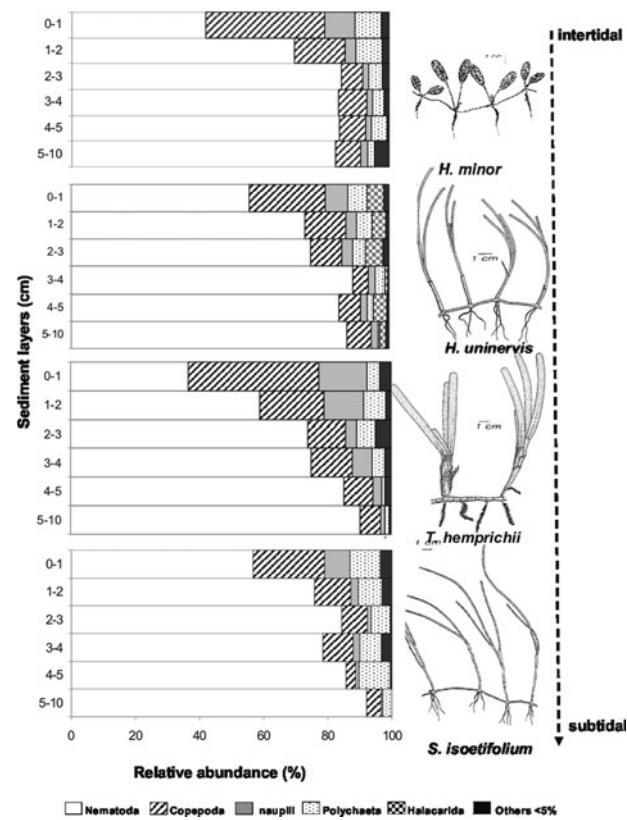 0-1
1-2
2-3
3-4
4-5
5-10
intertidal
1 cm
H. minor
0-1
1-2
2-3
3-4
4-5
5-10
1 cm
H. uninervis
Sediment layers (cm)
0-1
1-2
2-3
3-4
4-5
5-10
1 cm
T. hemprichii
1 cm
0-1
1-2
2-3
3-4
4-5
5-10
S. isoetifolium
subtidal
0 20 40 60 80 100
Relative abundance (%)
Nematoda Copepoda nauplii Polychaeta Halacarida Others <5%